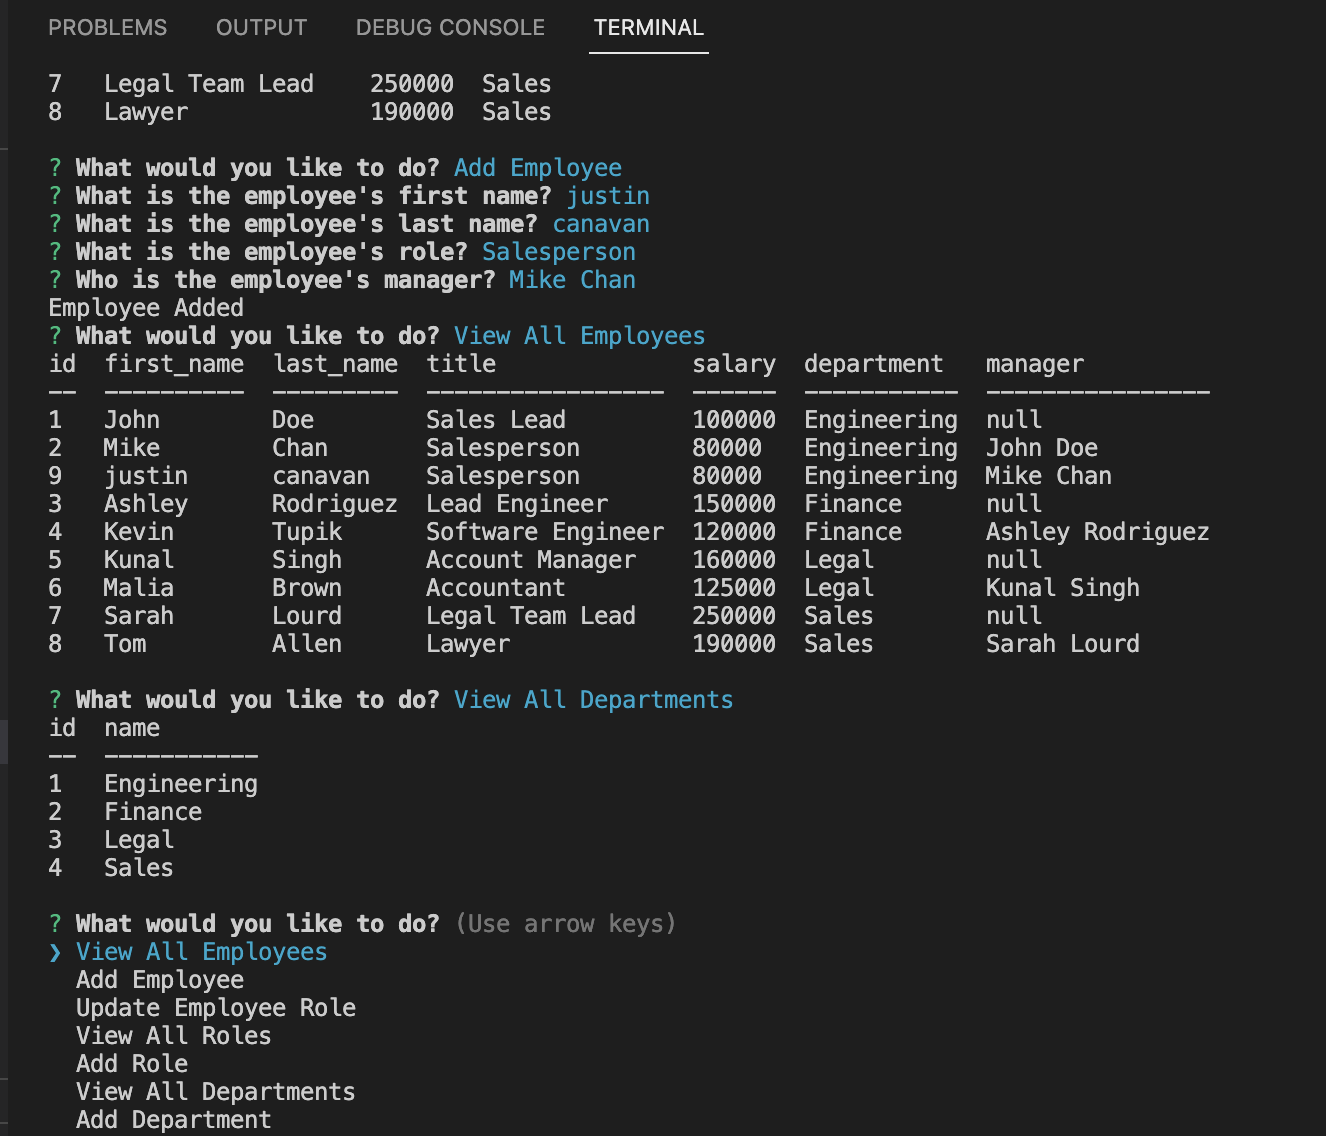 PROBLEMS OUTPUT DEBUG CONSOLE TERMINAL
7 Legal Team Lead 250000 Sales
8 Lawyer 190000 Sales
? What would you like to do? Add Employee
? What is the employee's first name? justin
? What is the employee's last name? canavan
? What is the employee's role? Salesperson
? Who is the employee's manager? Mike Chan
Employee Added
? What would you like to do? View All Employees
id first_name last_name title salary department manager
-- ---------- --------- ----------------- ------ ----------- ----------------
1 John Doe Sales Lead 100000 Engineering null
2 Mike Chan Salesperson 80000 Engineering John Doe
9 justin canavan Salesperson 80000 Engineering Mike Chan
3 Ashley Rodriguez Lead Engineer 150000 Finance null
4 Kevin Tupik Software Engineer 120000 Finance Ashley Rodriguez
5 Kunal Singh Account Manager 160000 Legal null
6 Malia Brown Accountant 125000 Legal Kunal Singh
7 Sarah Lourd Legal Team Lead 250000 Sales null
8 Tom Allen Lawyer 190000 Sales Sarah Lourd
? What would you like to do? View All Departments
id name
-- -----------
1 Engineering
2 Finance
3 Legal
4 Sales
? What would you like to do? (Use arrow keys)
❯ View All Employees
Add Employee
Update Employee Role
View All Roles
Add Role
View All Departments
Add Department